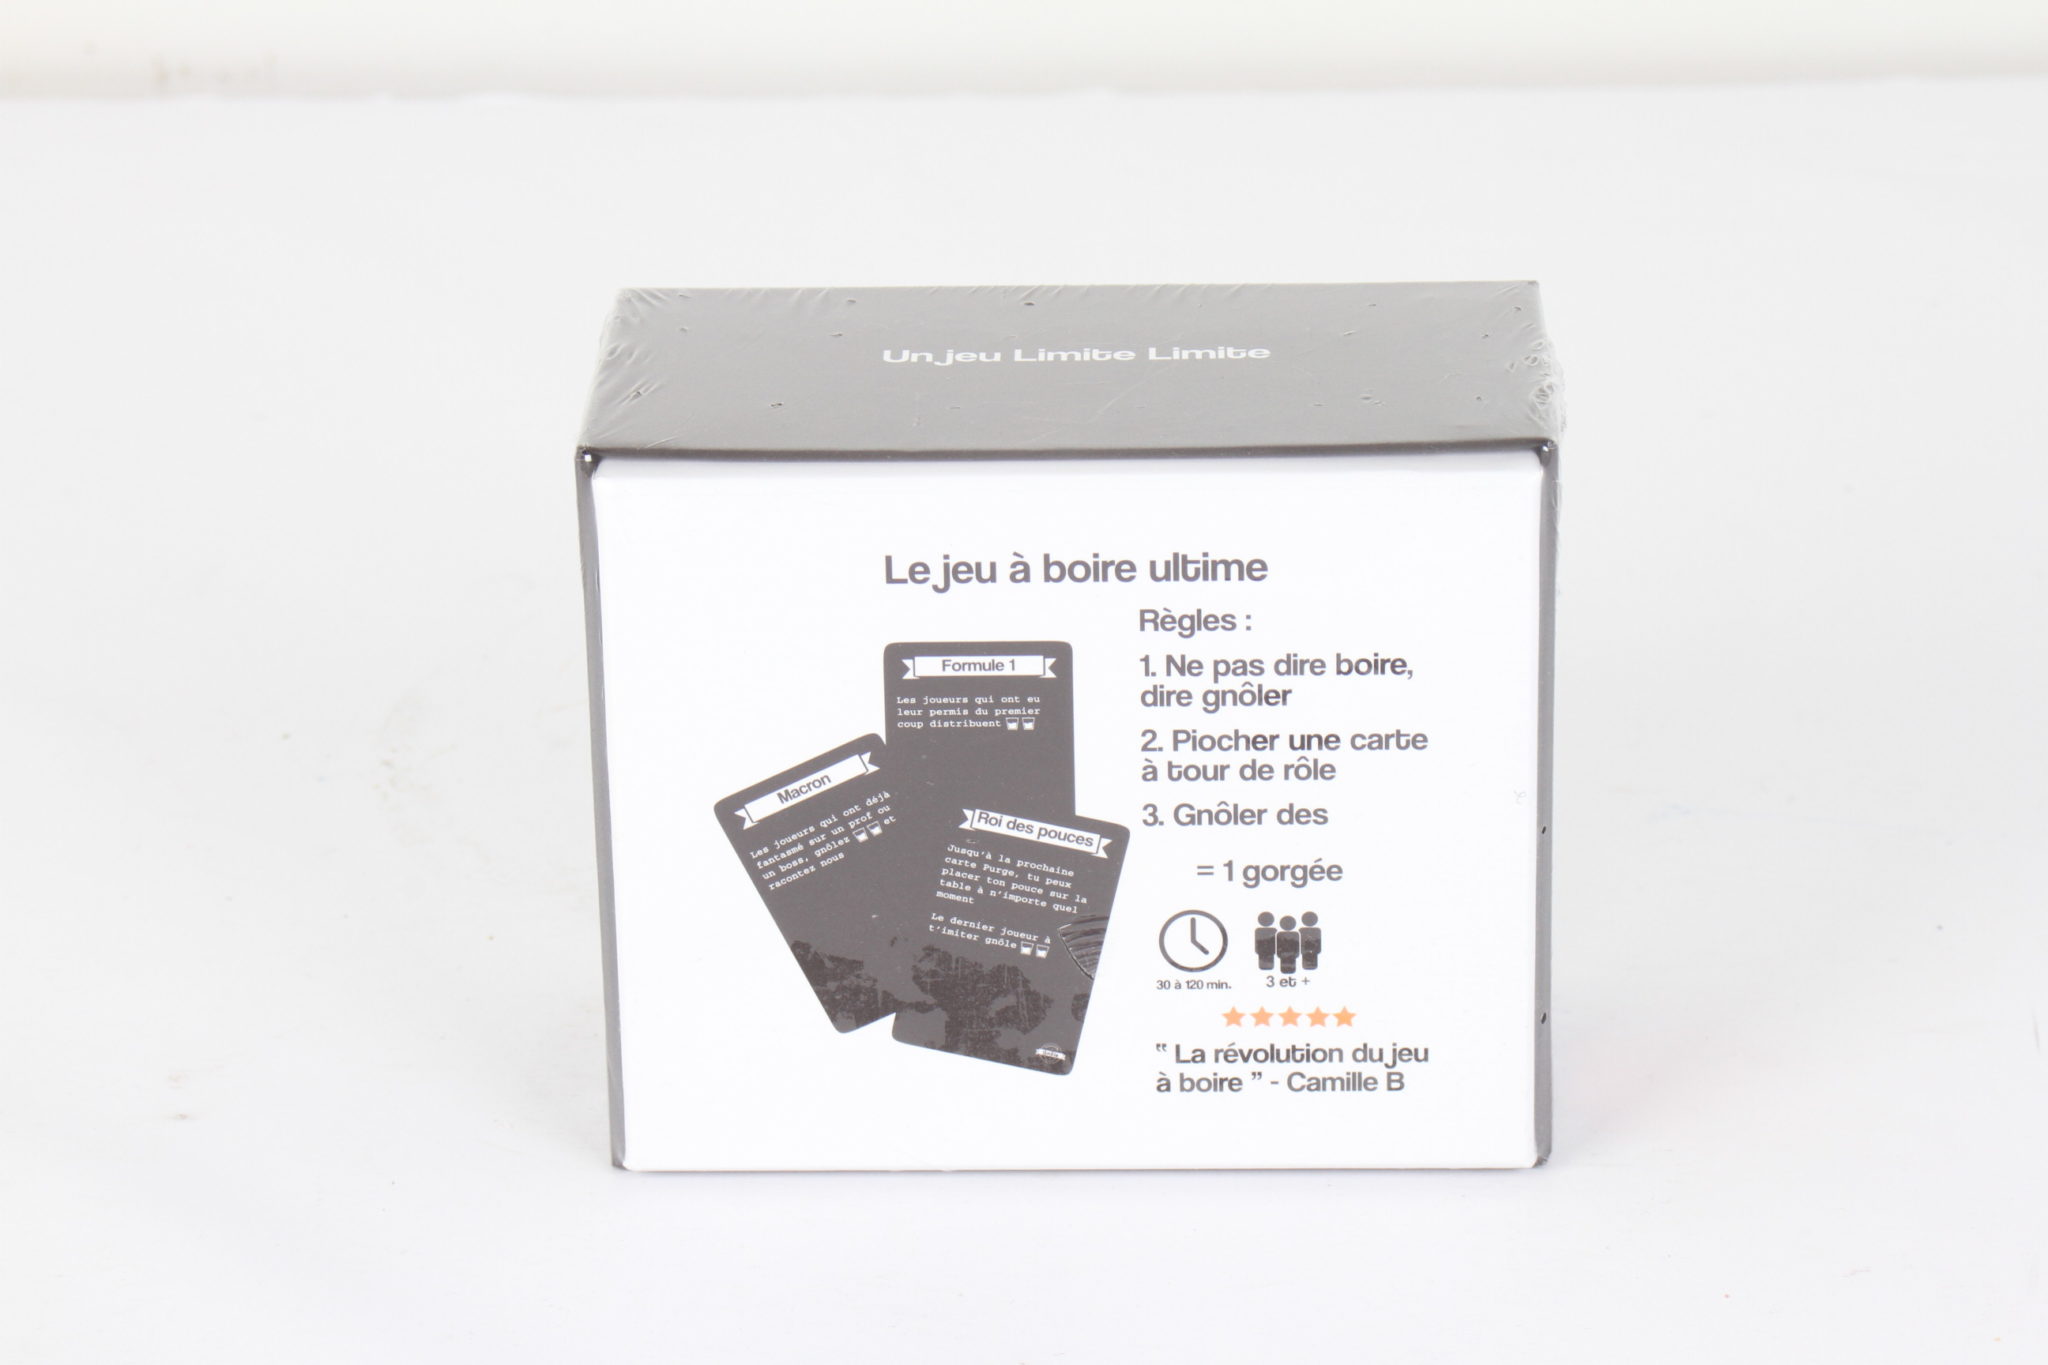 Un jeu Limite Limite
Le jeu à boire ultime
Formule 1
Les joueurs qui ont eu
leur permis du premier
coup distribuent
Macron
Les joueurs qui ont déjà
fantasmé sur un prof ou
un boss, gnôlez et
racontez nous
Roi des pouces
Jusqu'à la prochaine
carte Purge, tu peux
placer ton pouce sur la
table à n'importe quel
moment
Le dernier joueur à
t'imiter gnôle
Règles :
1. Ne pas dire boire,
dire gnôler
2. Piocher une carte
à tour de rôle
3. Gnôler des
= 1 gorgée
30 à 120 min.
3 et +
" La révolution du jeu
à boire " - Camille B